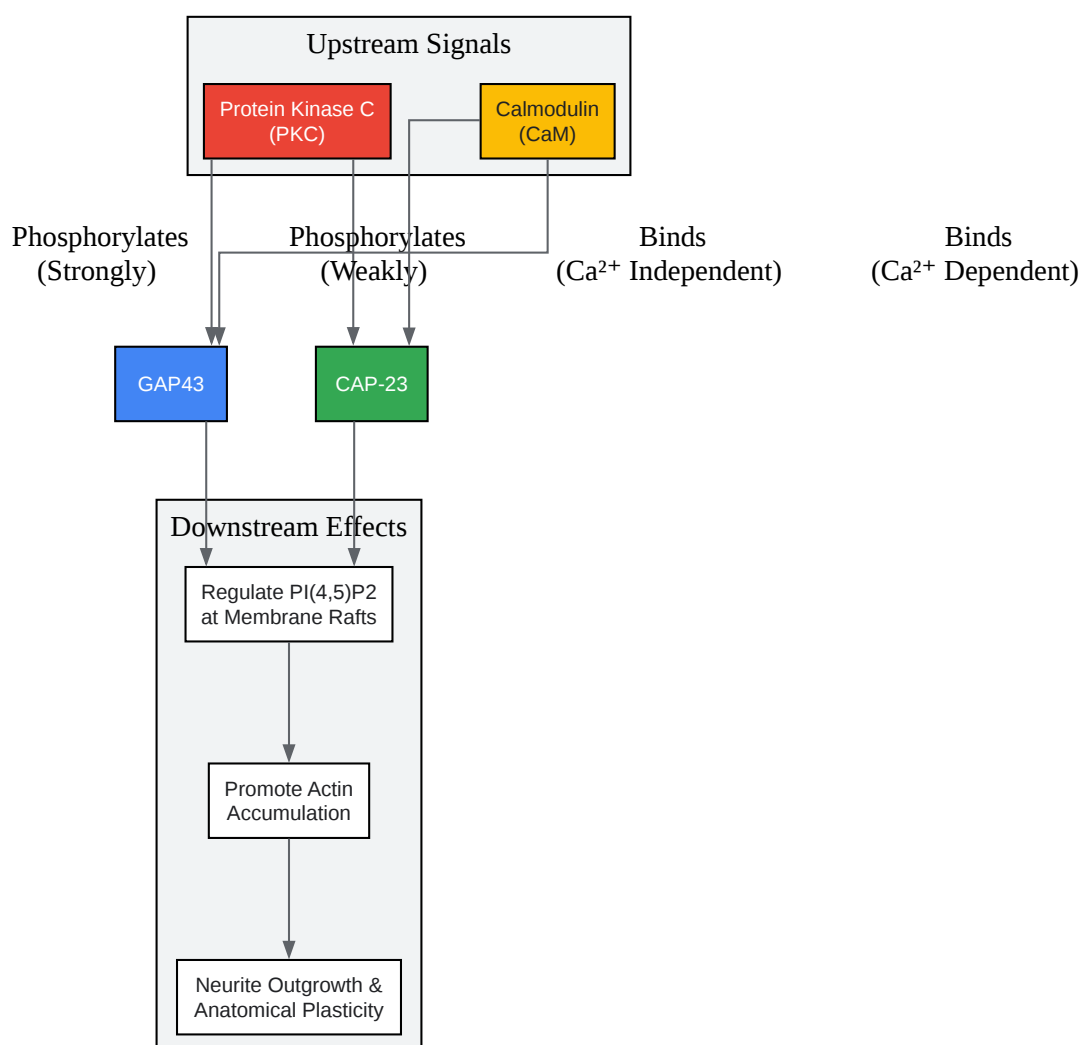 Upstream Signals
Protein Kinase C
(PKC)
Calmodulin
(CaM)
Phosphorylates
(Strongly)
Phosphorylates
(Weakly)
Binds
(Ca²⁺ Independent)
Binds
(Ca²⁺ Dependent)
GAP43
CAP-23
Downstream Effects
Regulate PI(4,5)P2
at Membrane Rafts
Promote Actin
Accumulation
Neurite Outgrowth &
Anatomical Plasticity